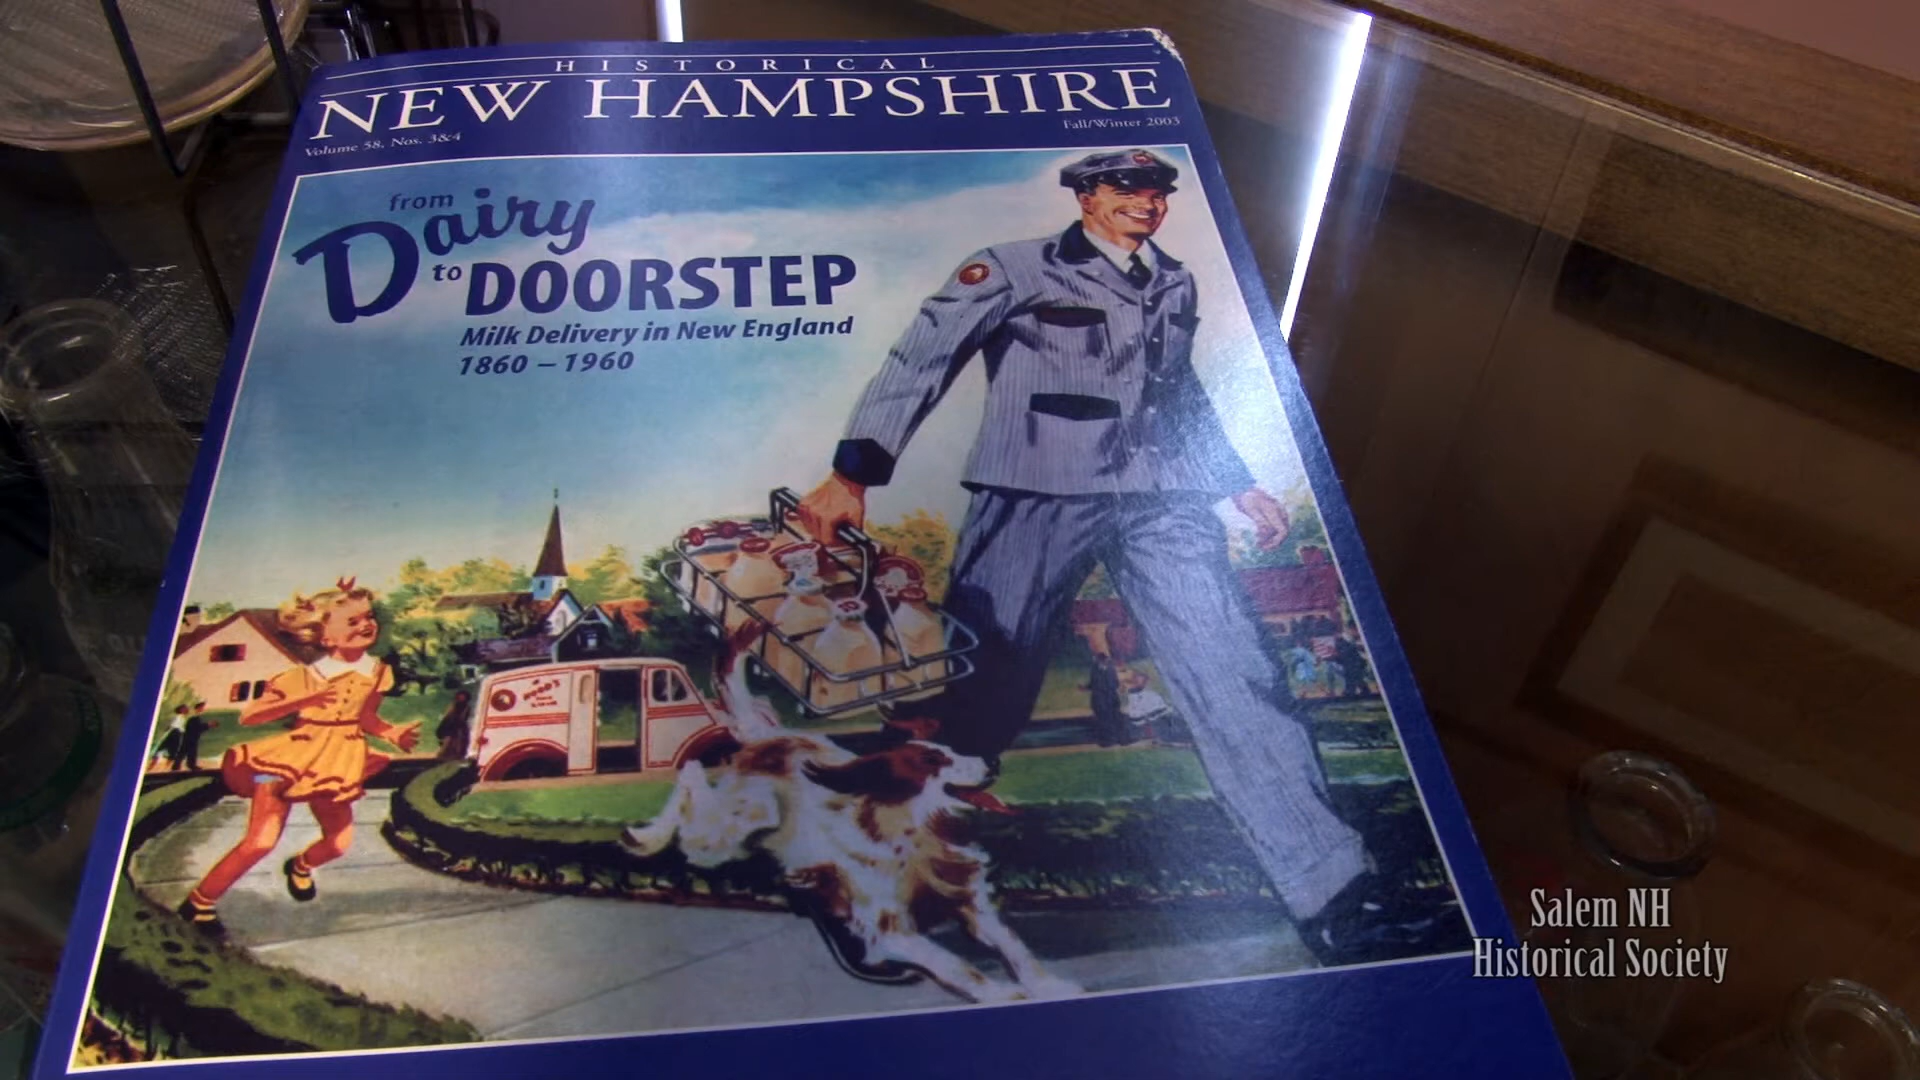 HISTORICAL
NEW HAMPSHIRE
Volume 58, Nos. 3&4
Fall/Winter 2003
from
Dairy
to DOORSTEP
Milk Delivery in New England
1860 – 1960
HOOD'S
Salem NH
Historical Society